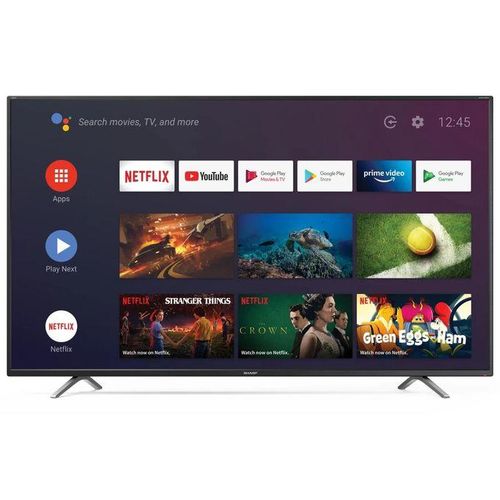 Search movies, TV, and more
12:45
Apps
NETFLIX
YouTube
Google Play
Movies & TV
Google Play
Store
prime video
Google Play
Games
Play Next
NETFLIX
Netflix
NETFLIX
STRANGER THINGS
Watch now on Netflix.
NETFLIX
THE
CROWN
Watch now on Netflix.
NETFLIX
Green Eggs and Ham
Watch now on Netflix.
SHARP